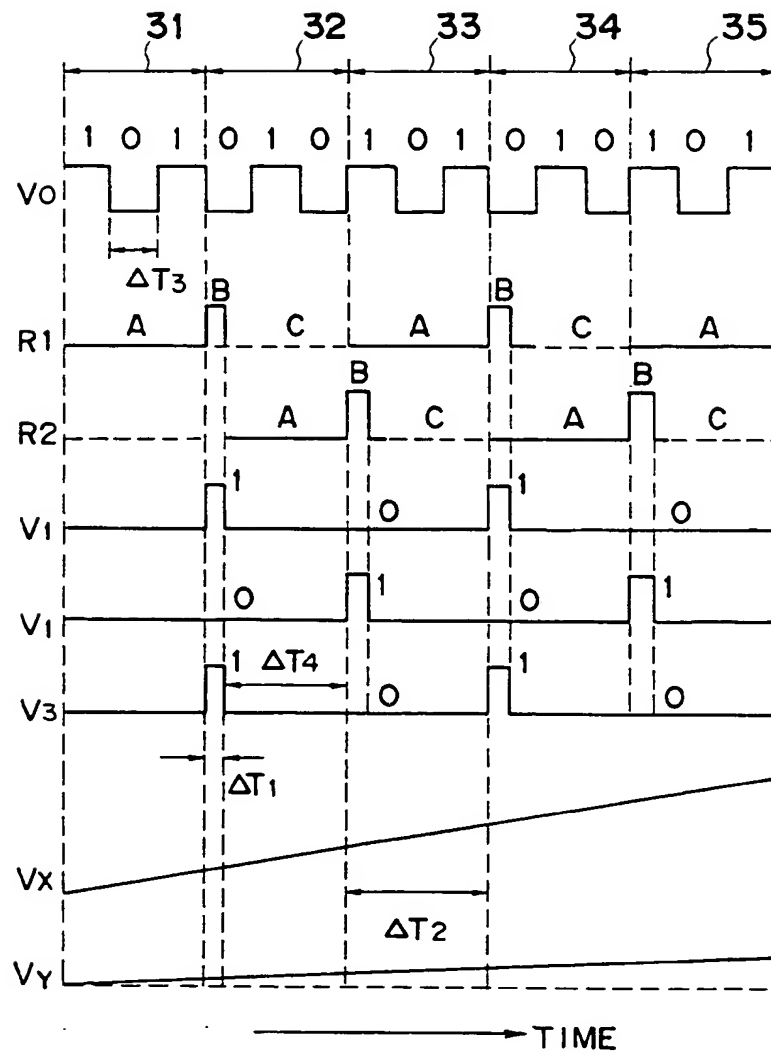 31 32 33 34 35
1 0 1 0 1 0 1 0 1 0 1 0 1 0 1
V0
ΔT3
B B
R1 A C A C A
B B
R2 A C A C
1 1
V1 0 0
1 1
V1 0 0
1 ΔT4 1
V3 0 0
ΔT1
VX
ΔT2
VY
TIME